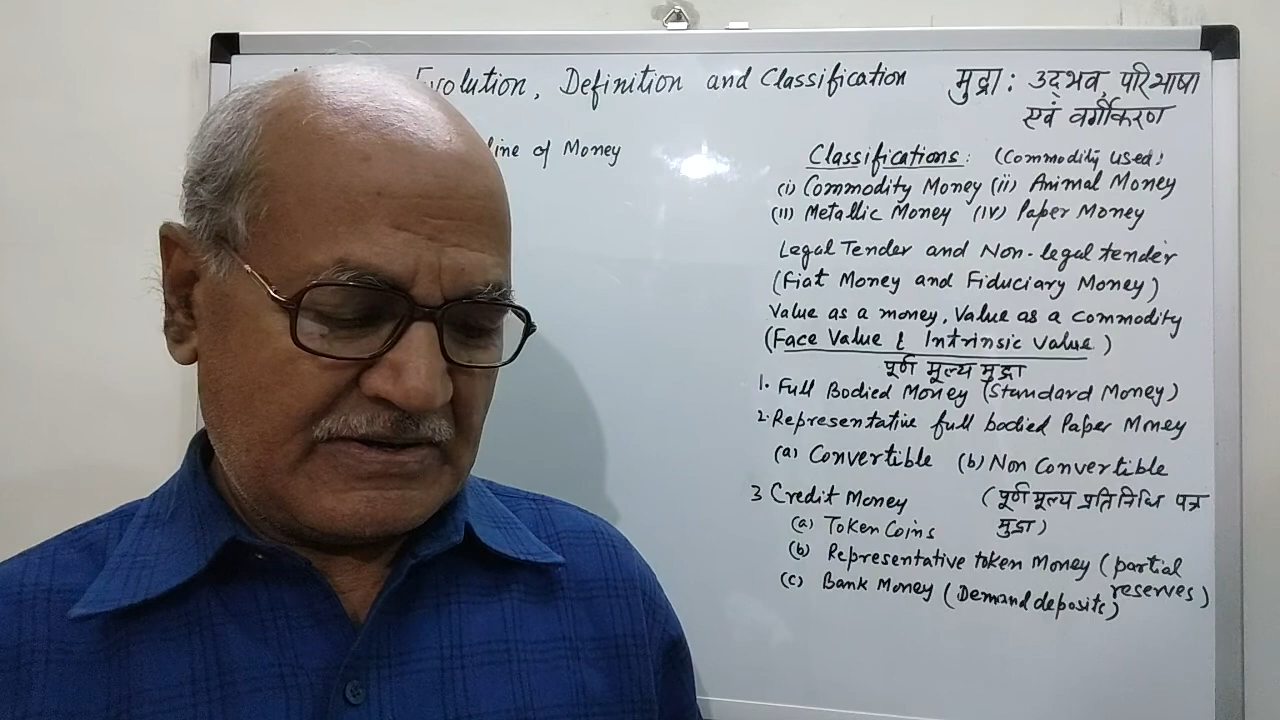 Evolution, Definition and Classification
मुद्रा: उद्भव, परिभाषा
एवं वर्गीकरण
line of Money
Classifications: (Commodity used)
(i) Commodity Money (ii) Animal Money
(II) Metallic Money (IV) Paper Money
Legal Tender and Non-legal tender
(Fiat Money and Fiduciary Money)
Value as a money, Value as a commodity
(Face Value & Intrinsic value)
पूर्ण मूल्य मुद्रा
1. Full Bodied Money (Standard Money)
2. Representative full bodied Paper Money
(a) Convertible (b) Non Convertible
3 Credit Money (पूर्ण मूल्य प्रतिनिधि पत्र
(a) Token Coins मुद्रा)
(b) Representative token Money (partial
reserves)
(c) Bank Money (Demand deposits)